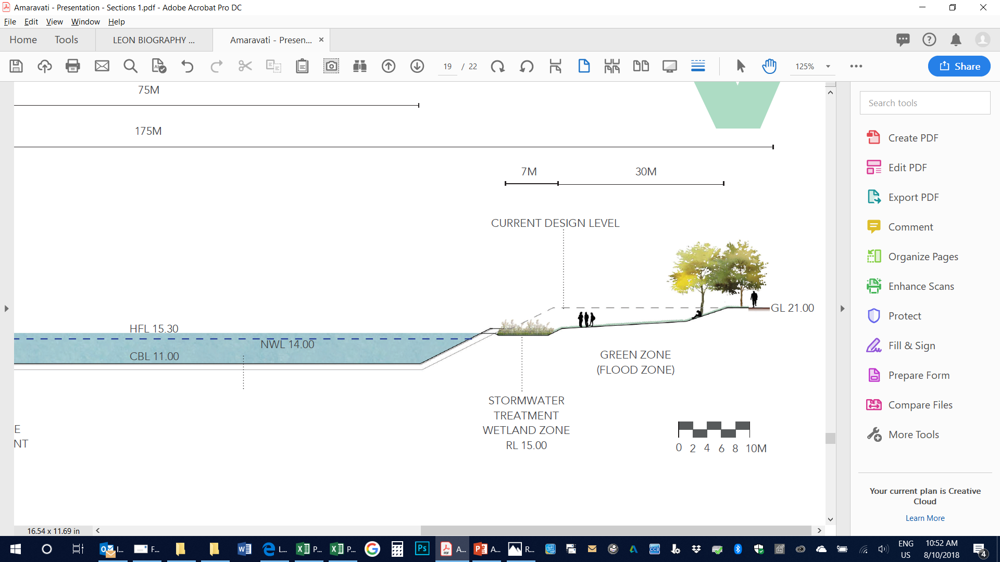 Amaravati - Presentation - Sections 1.pdf - Adobe Acrobat Pro DC
File Edit View Window Help
Home Tools LEON BIOGRAPHY ... Amaravati - Presen... ×
19 / 22 125% Share
75M
175M
7M 30M
CURRENT DESIGN LEVEL
GL 21.00
HFL 15.30
NWL 14.00
CBL 11.00
GREEN ZONE
(FLOOD ZONE)
STORMWATER
TREATMENT
WETLAND ZONE
RL 15.00
E
NT
0 2 4 6 8 10M
16.54 x 11.69 in
Search tools
Create PDF
Edit PDF
Export PDF
Comment
Organize Pages
Enhance Scans
Protect
Fill & Sign
Prepare Form
Compare Files
More Tools
Your current plan is Creative
Cloud
Learn More
I... F... L... P... P... Ps A... A... R...
ENG
US
10:52 AM
8/10/2018
4